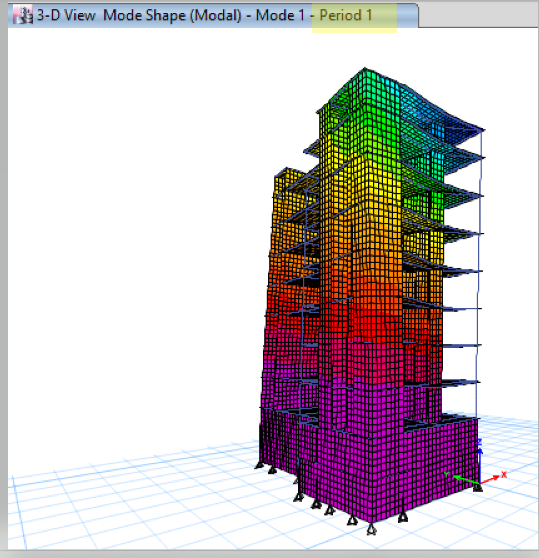 3-D View Mode Shape (Modal) - Mode 1 - Period 1
X
Y
Z